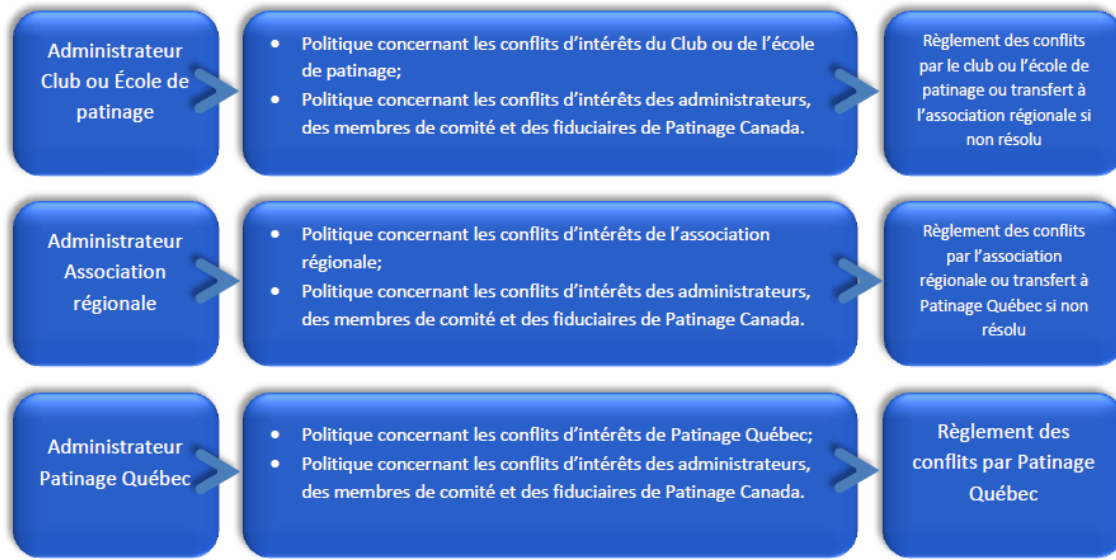 Administrateur
Club ou École de
patinage
• Politique concernant les conflits d'intérêts du Club ou de l'école
de patinage;
• Politique concernant les conflits d'intérêts des administrateurs,
des membres de comité et des fiduciaires de Patinage Canada.
Règlement des conflits
par le club ou l'école de
patinage ou transfert à
l'association régionale si
non résolu
Administrateur
Association
régionale
• Politique concernant les conflits d'intérêts de l'association
régionale;
• Politique concernant les conflits d'intérêts des administrateurs,
des membres de comité et des fiduciaires de Patinage Canada.
Règlement des conflits
par l'association
régionale ou transfert à
Patinage Québec si non
résolu
Administrateur
Patinage Québec
• Politique concernant les conflits d'intérêts de Patinage Québec;
• Politique concernant les conflits d'intérêts des administrateurs,
des membres de comité et des fiduciaires de Patinage Canada.
Règlement des
conflits par Patinage
Québec